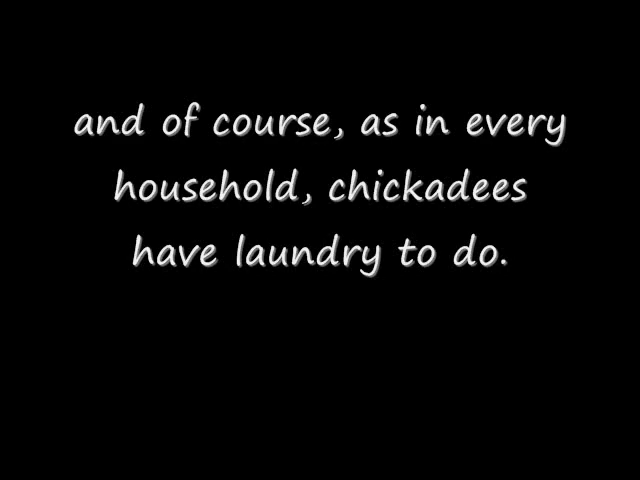 and of course, as in every
household, chickadees
have laundry to do.